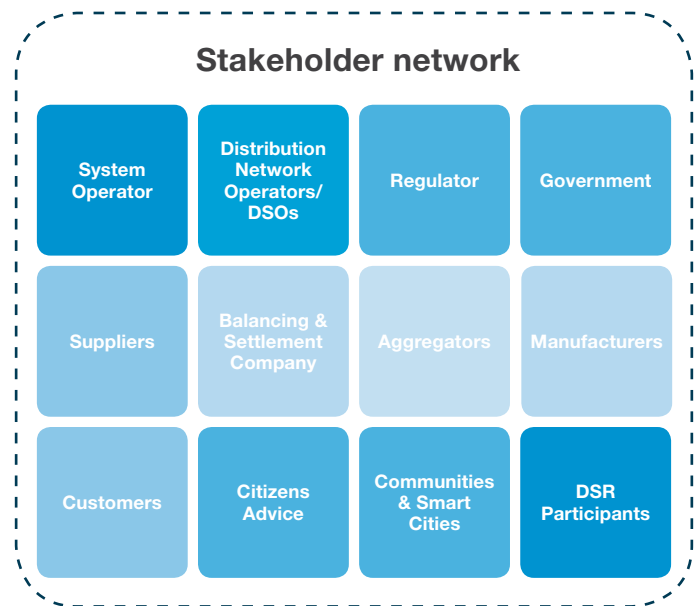 Stakeholder network
System
Operator
Distribution
Network
Operators/
DSOs
Regulator
Government
Suppliers
Balancing &
Settlement
Company
Aggregators
Manufacturers
Customers
Citizens
Advice
Communities
& Smart
Cities
DSR
Participants